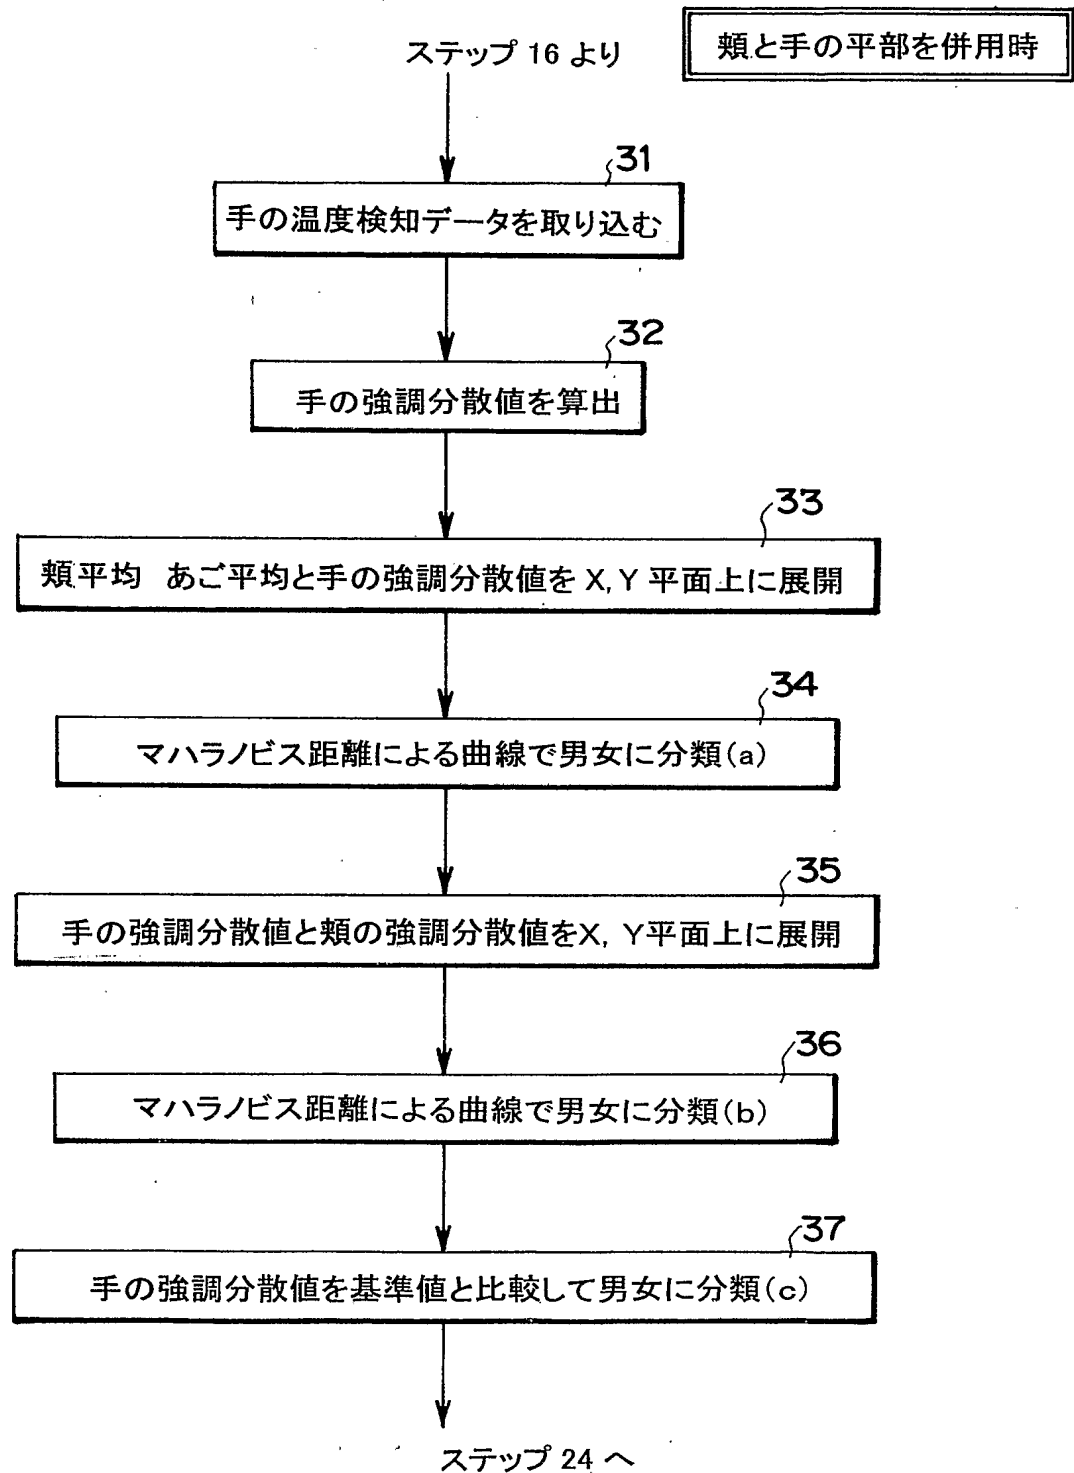 頬と手の平部を併用時
ステップ 16 より
31
手の温度検知データを取り込む
32
手の強調分散値を算出
33
頬平均 あご平均と手の強調分散値を X, Y 平面上に展開
34
マハラノビス距離による曲線で男女に分類(a)
35
手の強調分散値と頬の強調分散値をX, Y平面上に展開
36
マハラノビス距離による曲線で男女に分類(b)
37
手の強調分散値を基準値と比較して男女に分類(c)
ステップ 24 へ